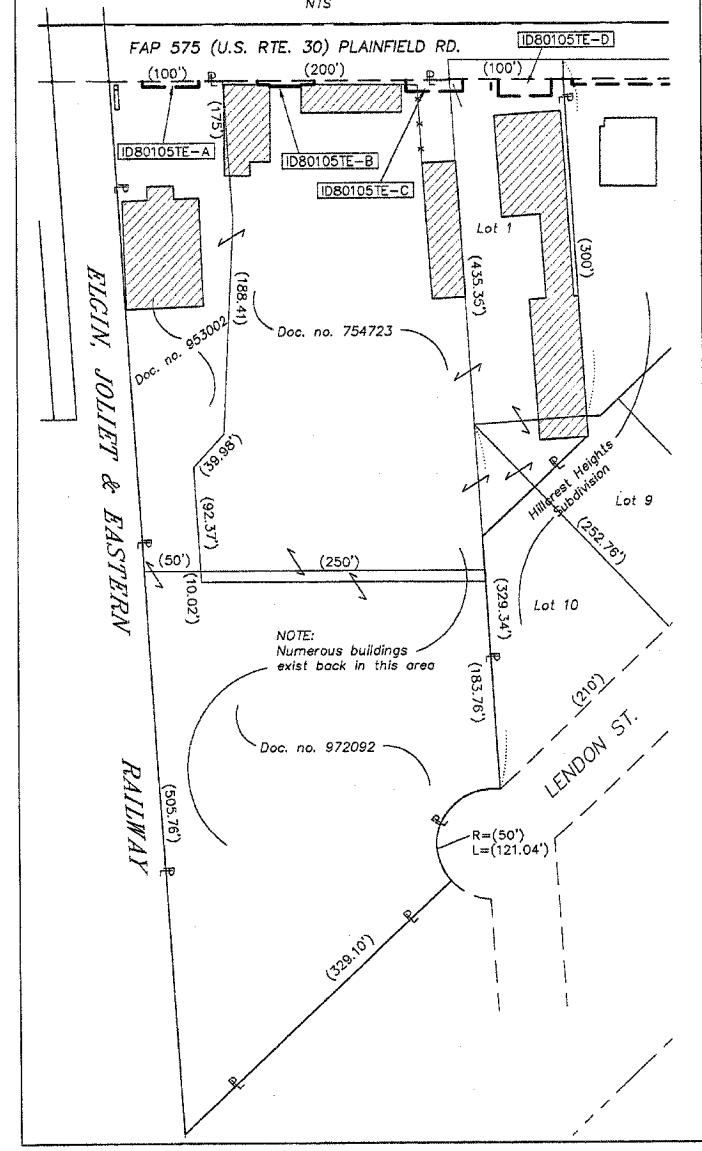 NTS
FAP 575 (U.S. RTE. 30) PLAINFIELD RD.
ID80105TE-D
(100')
(200')
(100')
(175')
ID80105TE-A
ID80105TE-B
ID80105TE-C
Lot 1
(300')
(435.35')
(188.41)
Doc. no. 953002
Doc. no. 754723
ELGIN, JOLIET & EASTERN
RAILWAY
(39.98')
(92.37')
Hillcrest Heights
Subdivision
Lot 9
(252.76')
(50')
(250')
(10.02')
(329.34')
Lot 10
NOTE:
Numerous buildings
exist back in this area
(183.76')
(210')
Doc. no. 972092
LENDON ST.
(505.76')
R=(50')
L=(121.04')
(329.10')